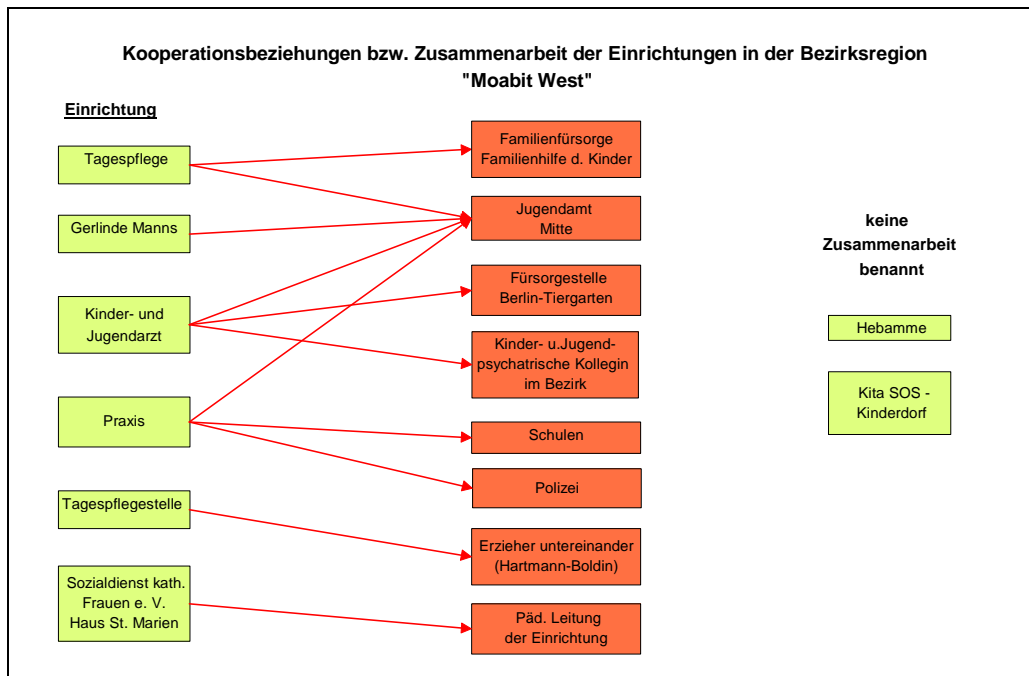 Kooperationsbeziehungen bzw. Zusammenarbeit der Einrichtungen in der Bezirksregion
"Moabit West"
Einrichtung
Tagespflege
Gerlinde Manns
Kinder- und
Jugendarzt
Praxis
Tagespflegestelle
Sozialdienst kath.
Frauen e. V.
Haus St. Marien
Familienfürsorge
Familienhilfe d. Kinder
Jugendamt
Mitte
Fürsorgestelle
Berlin-Tiergarten
Kinder- u.Jugend-
psychatrische Kollegin
im Bezirk
Schulen
Polizei
Erzieher untereinander
(Hartmann-Boldin)
Päd. Leitung
der Einrichtung
keine
Zusammenarbeit
benannt
Hebamme
Kita SOS -
Kinderdorf